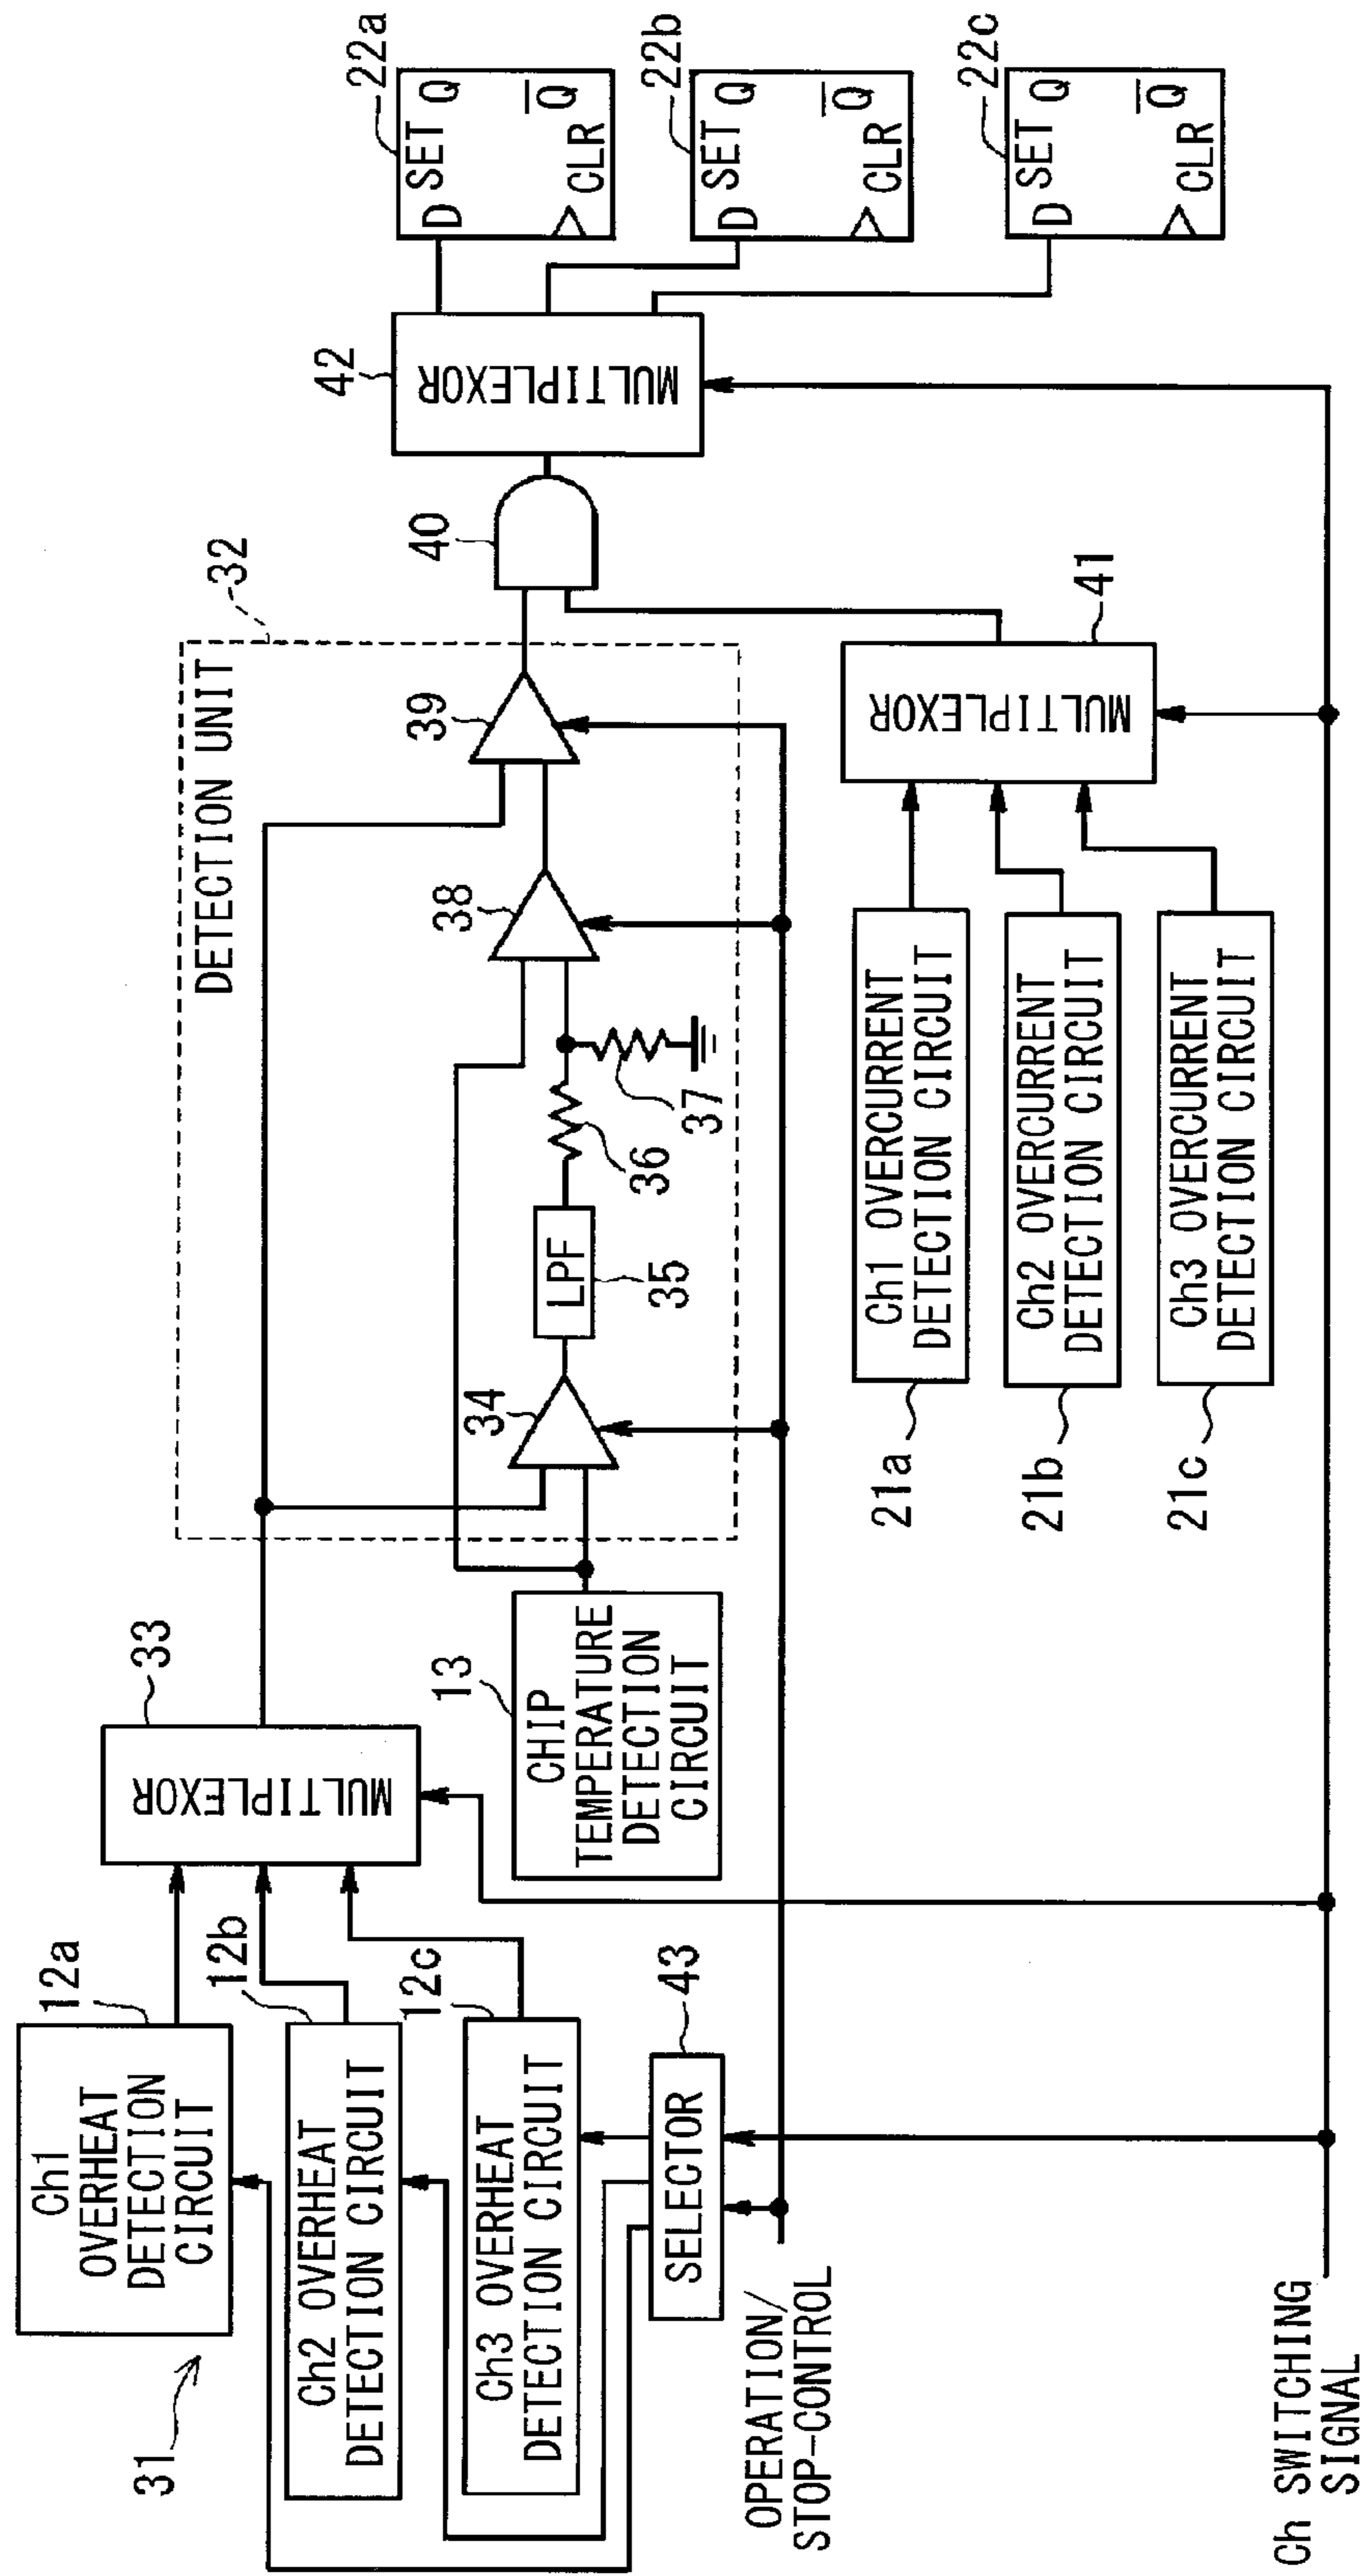 31
Ch1
OVERHEAT
DETECTION
CIRCUIT
12a
Ch2 OVERHEAT
DETECTION CIRCUIT
12b
Ch3 OVERHEAT
DETECTION CIRCUIT
12c
SELECTOR
43
OPERATION/
STOP-CONTROL
Ch SWITCHING
SIGNAL
MULTIPLEXOR
33
CHIP
TEMPERATURE
DETECTION
CIRCUIT
13
DETECTION UNIT
32
34
LPF
35
36
37
38
39
40
Ch1 OVERCURRENT
DETECTION CIRCUIT
21a
Ch2 OVERCURRENT
DETECTION CIRCUIT
21b
Ch3 OVERCURRENT
DETECTION CIRCUIT
21c
MULTIPLEXOR
41
MULTIPLEXOR
42
22a
D SET Q
CLR Q̅
22b
D SET Q
CLR Q̅
22c
D SET Q
CLR Q̅